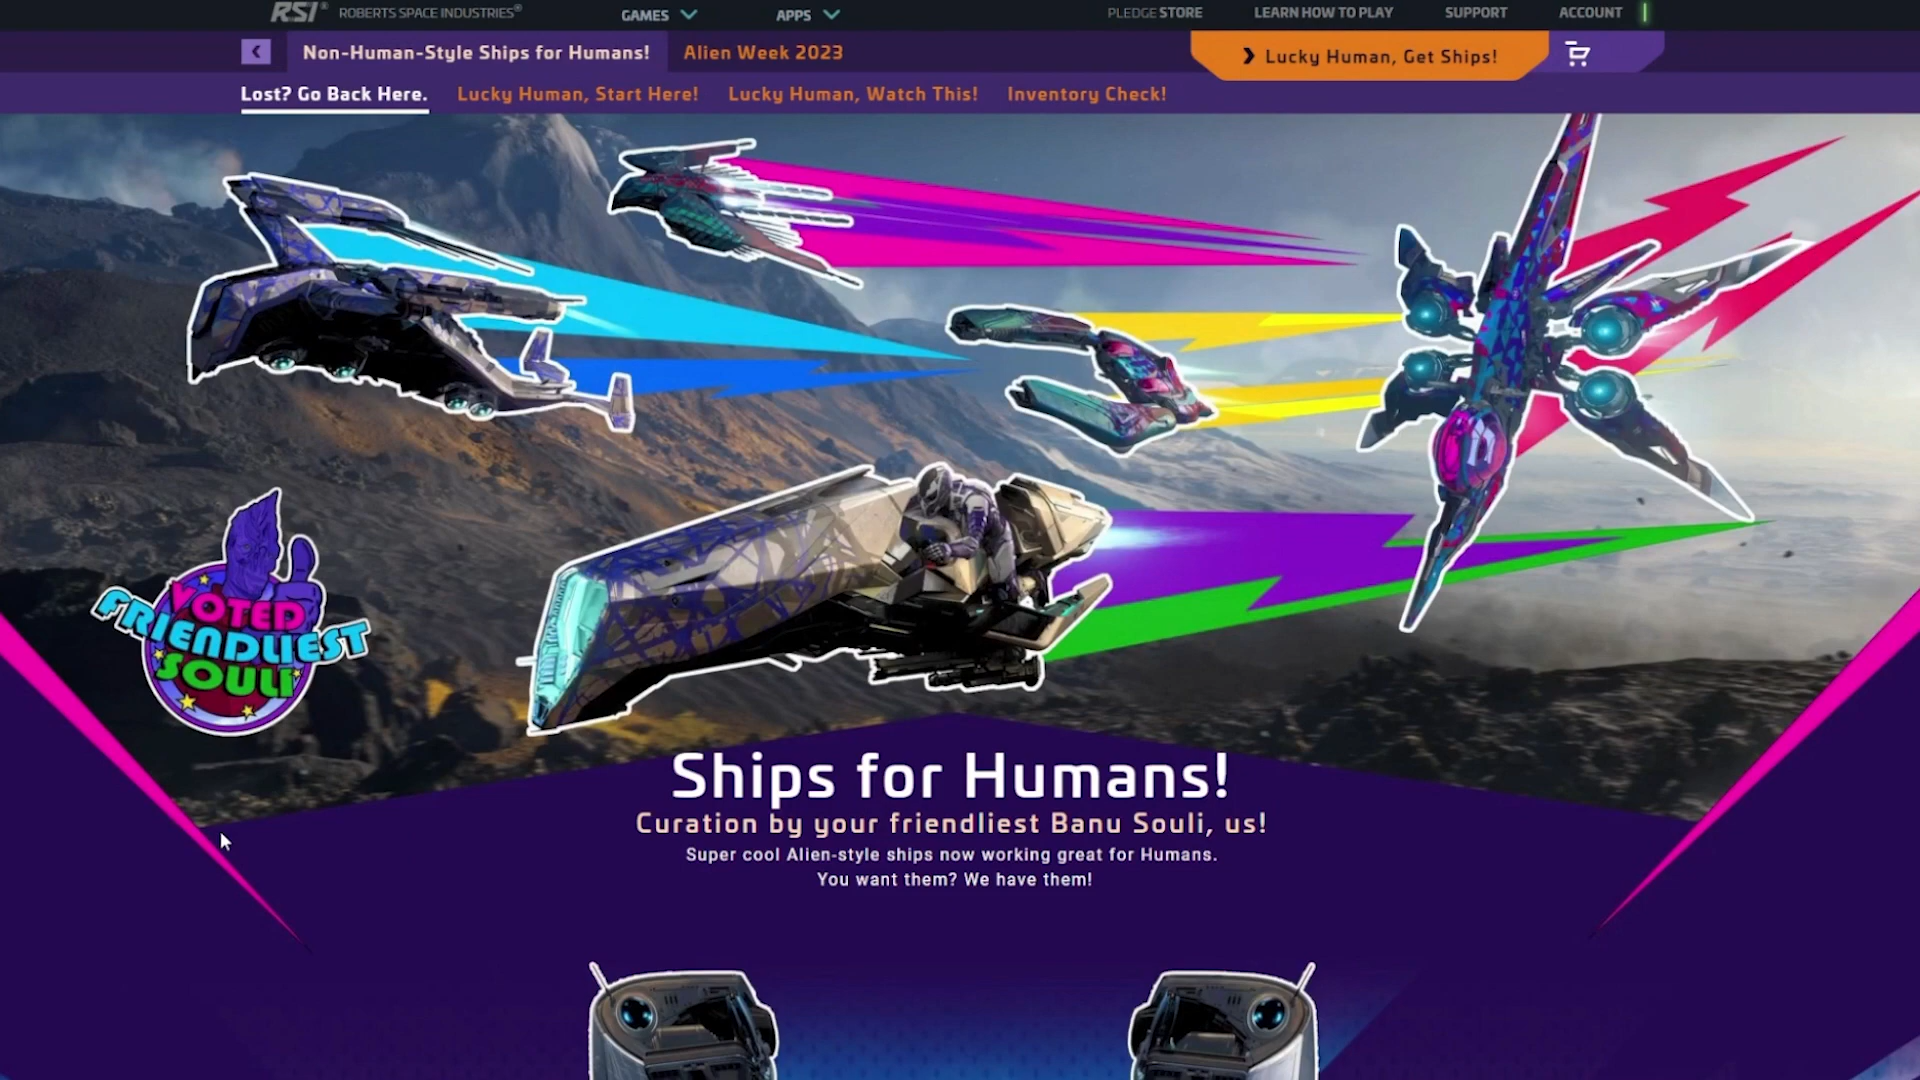 RSI® ROBERTS SPACE INDUSTRIES®
GAMES
APPS
PLEDGE STORE
LEARN HOW TO PLAY
SUPPORT
ACCOUNT
Non-Human-Style Ships for Humans!
Alien Week 2023
Lucky Human, Get Ships!
Lost? Go Back Here.
Lucky Human, Start Here!
Lucky Human, Watch This!
Inventory Check!
VOTED
FRIENDLIEST
SOULI
Ships for Humans!
Curation by your friendliest Banu Souli, us!
Super cool Alien-style ships now working great for Humans.
You want them? We have them!